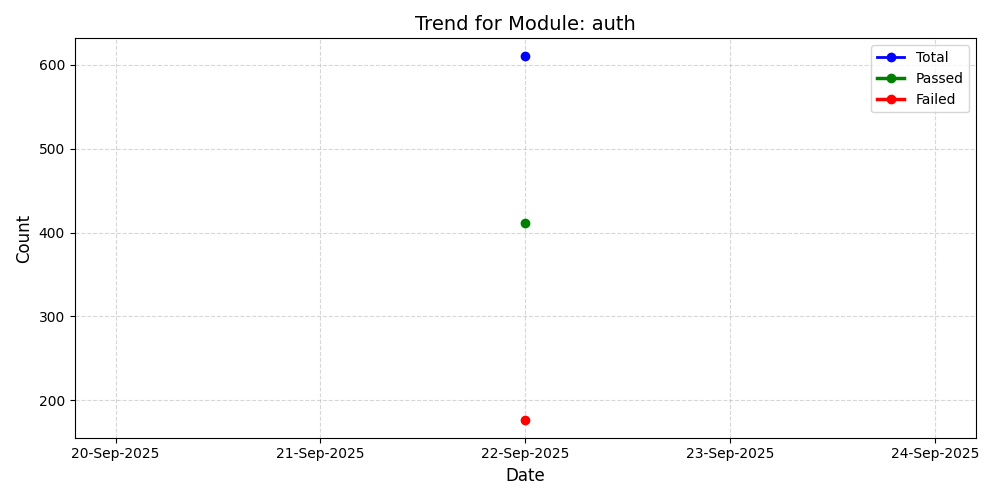 Trend for Module: auth
Total
Passed
Failed
600
500
400
300
200
Count
20-Sep-2025
21-Sep-2025
22-Sep-2025
23-Sep-2025
24-Sep-2025
Date